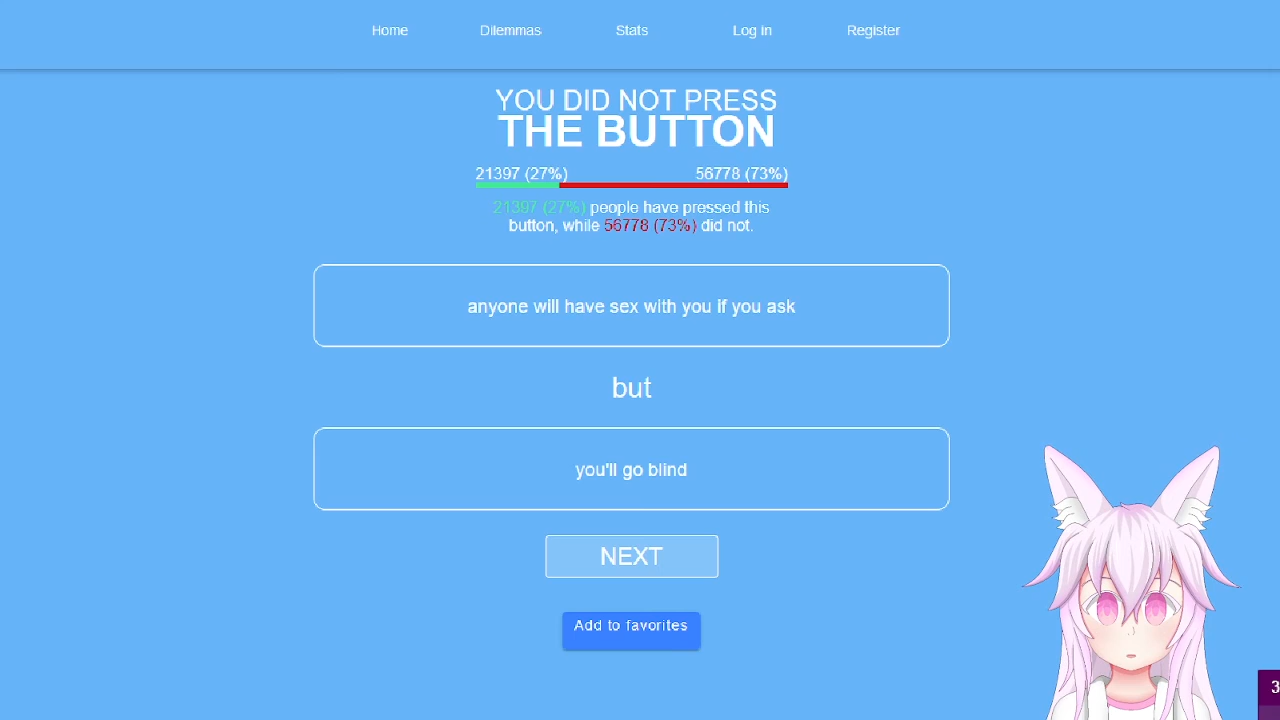 Home Dilemmas Stats Log in Register
YOU DID NOT PRESS
THE BUTTON
21397 (27%) 56778 (73%)
21397 (27%) people have pressed this
button, while 56778 (73%) did not.
anyone will have sex with you if you ask
but
you'll go blind
NEXT
Add to favorites
3